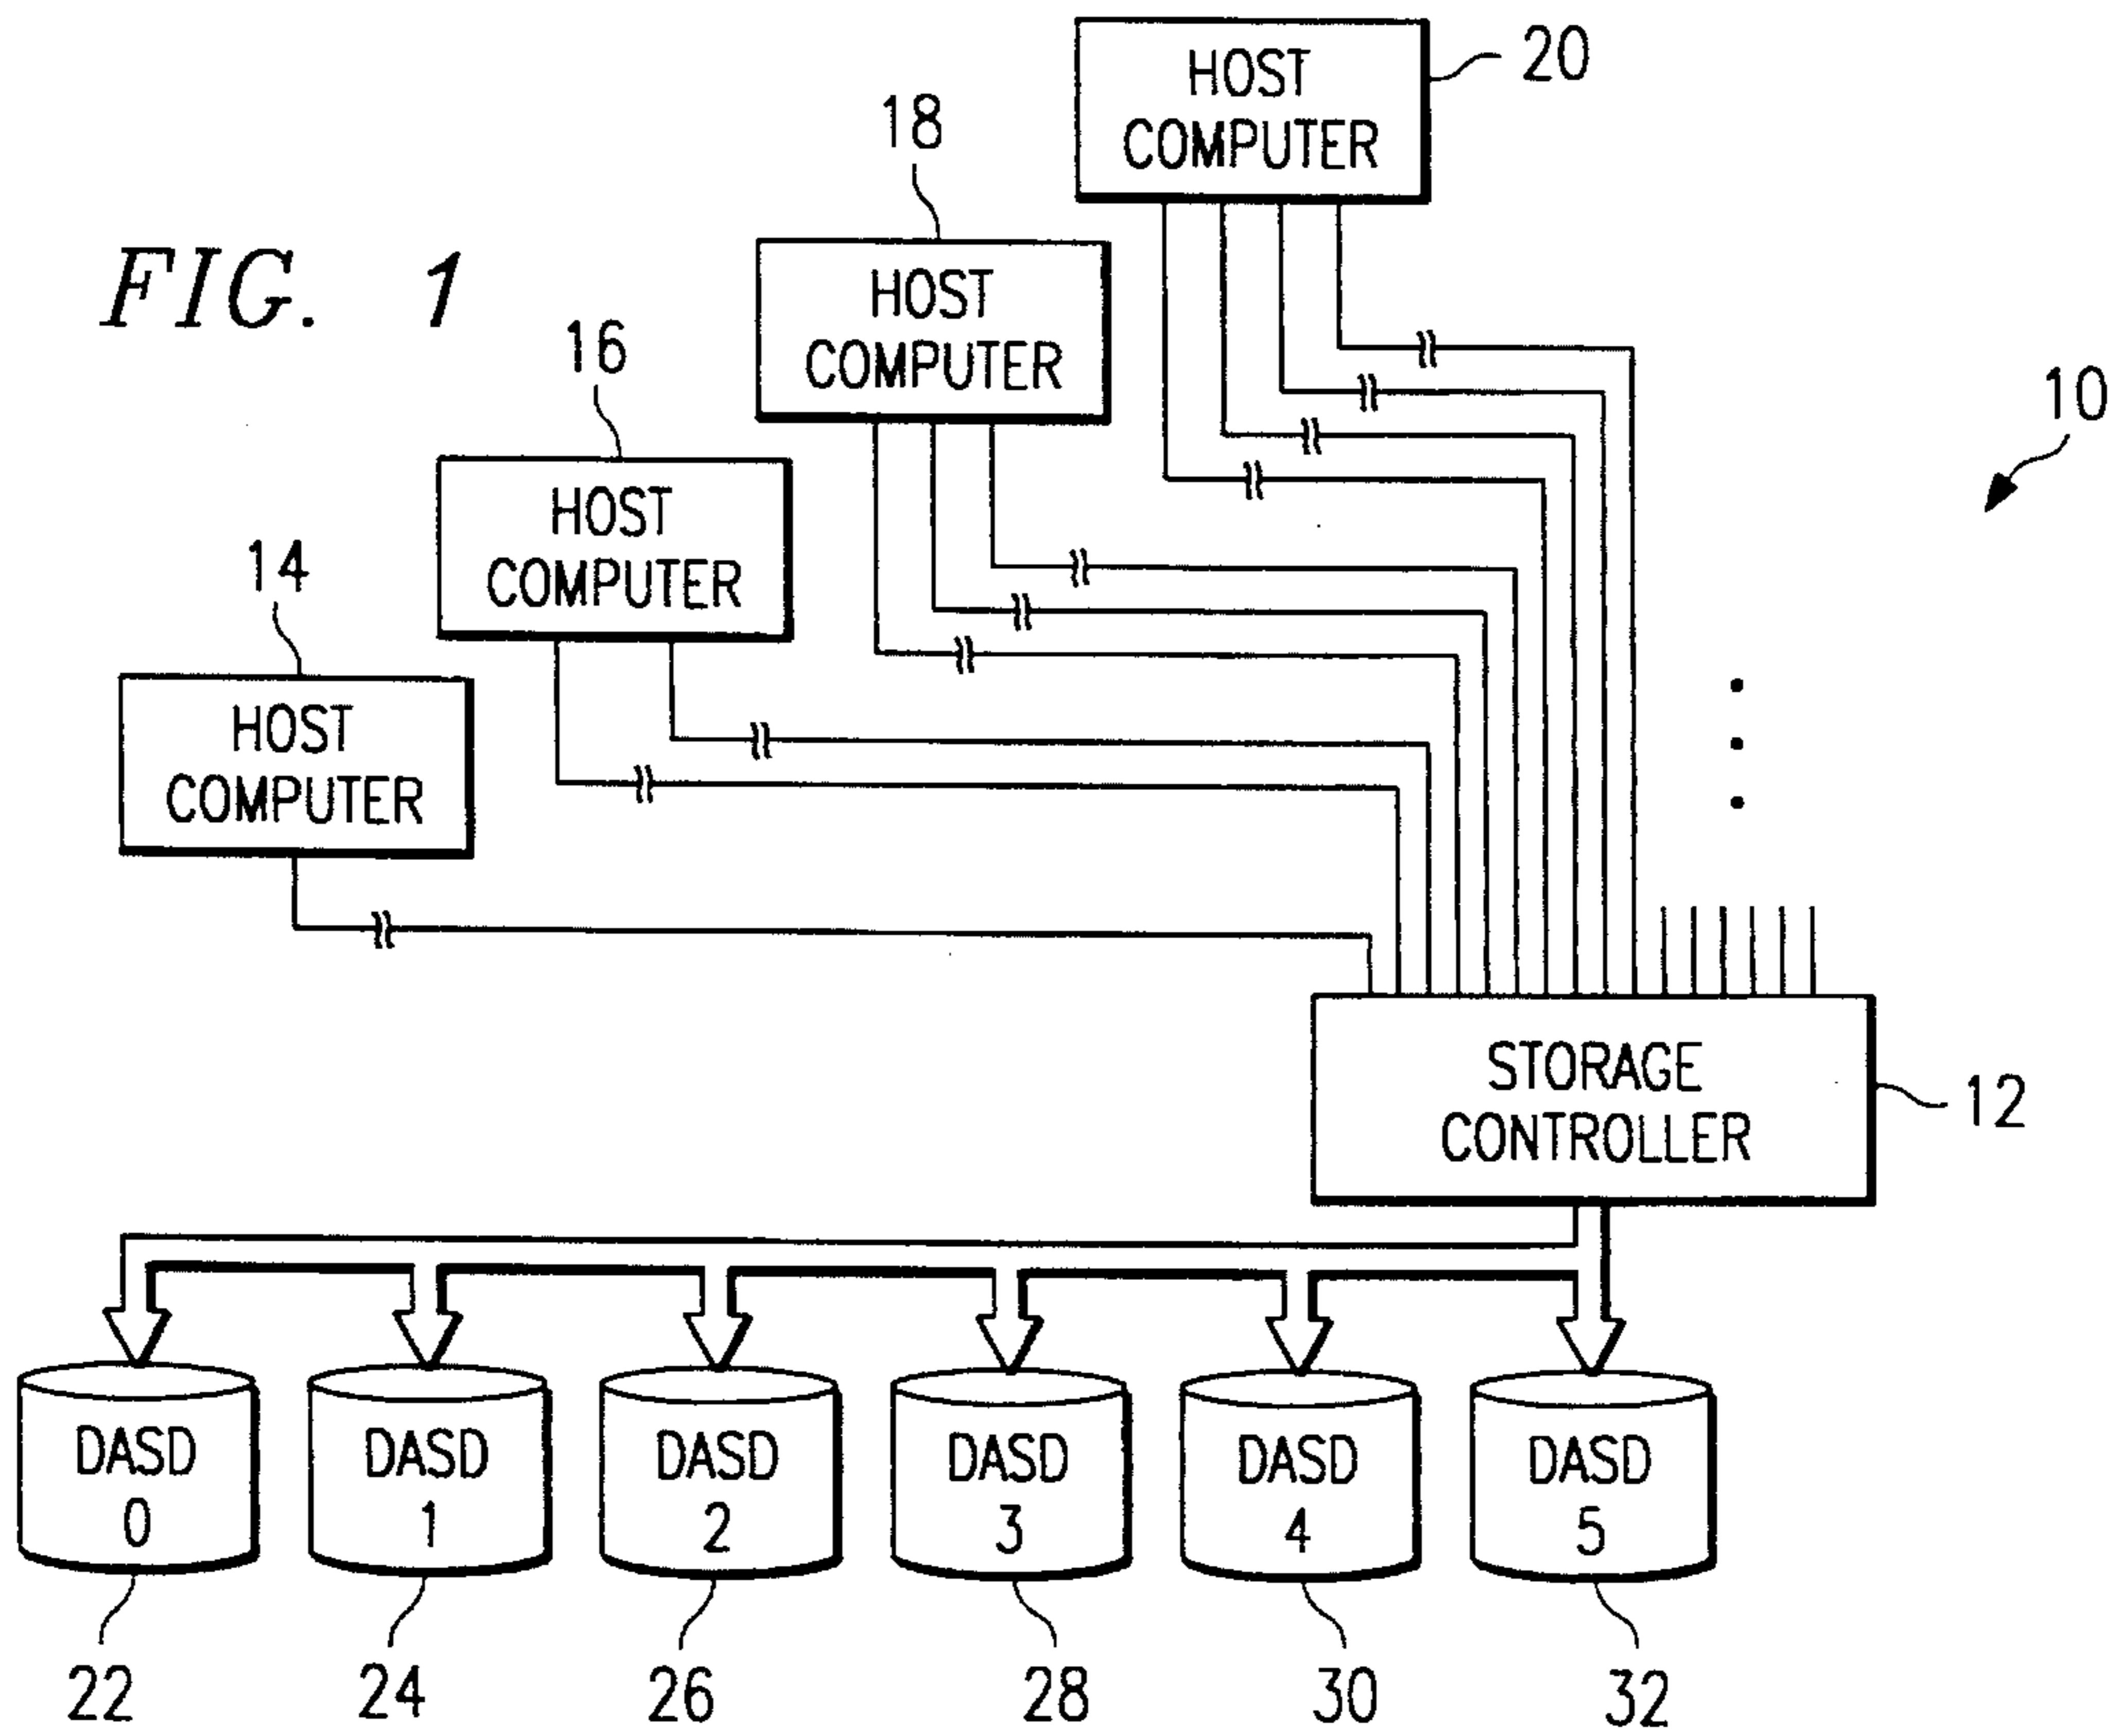 HOST
COMPUTER
20
18
HOST
COMPUTER
FIG. 1
16
10
HOST
COMPUTER
14
HOST
COMPUTER
STORAGE
CONTROLLER
12
DASD
0
DASD
1
DASD
2
DASD
3
DASD
4
DASD
5
22
24
26
28
30
32